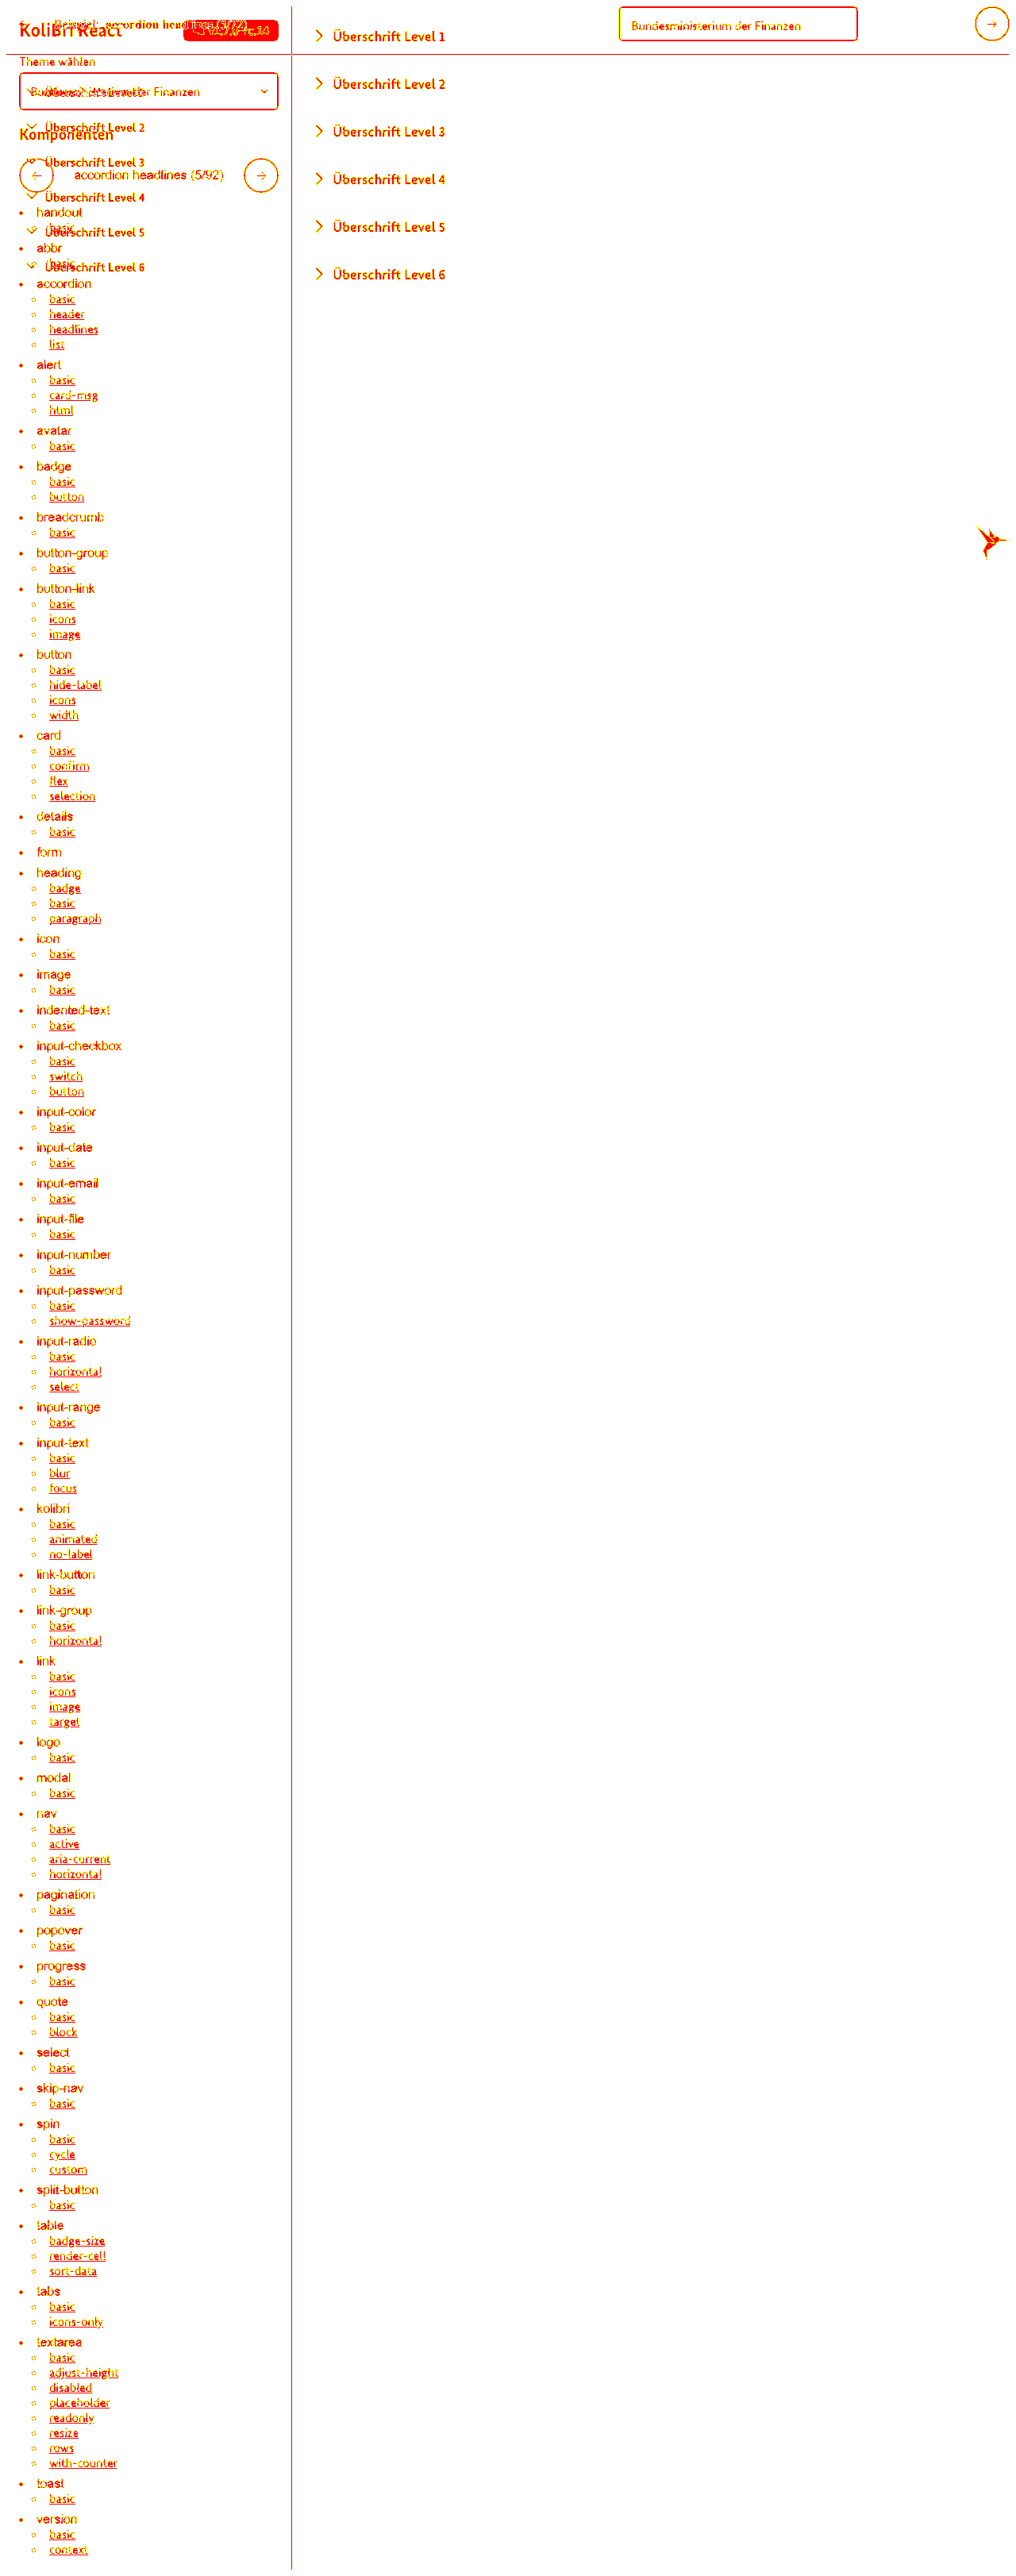 KoliBri React
Beispiel: accordion headlines (5/92)
Bundesministerium der Finanzen
Theme wählen
Bundesministerium der Finanzen
Komponenten
accordion headlines (5/92)
Überschrift Level 2
Überschrift Level 3
Überschrift Level 4
Überschrift Level 5
Überschrift Level 6
handout
basic
abbr
basic
accordion
basic
header
headlines
list
alert
basic
card-msg
html
avatar
basic
badge
basic
button
breadcrumb
basic
button-group
basic
button-link
basic
icons
image
button
basic
hide-label
icons
width
card
basic
confirm
flex
selection
details
basic
form
heading
badge
basic
paragraph
icon
basic
image
basic
indented-text
basic
input-checkbox
basic
switch
button
input-color
basic
input-date
basic
input-email
basic
input-file
basic
input-number
basic
input-password
basic
show-password
input-radio
basic
horizontal
select
input-range
basic
input-text
basic
blur
focus
kolibri
basic
animated
no-label
link-button
basic
link-group
basic
horizontal
link
basic
icons
image
target
logo
basic
modal
basic
nav
basic
active
aria-current
horizontal
pagination
basic
popover
basic
progress
basic
quote
basic
block
select
basic
skip-nav
basic
spin
basic
cycle
custom
split-button
basic
table
badge-size
render-cell
sort-data
tabs
basic
icons-only
textarea
basic
adjust-height
disabled
placeholder
readonly
resize
rows
with-counter
toast
basic
version
basic
context
Überschrift Level 1
Überschrift Level 2
Überschrift Level 3
Überschrift Level 4
Überschrift Level 5
Überschrift Level 6